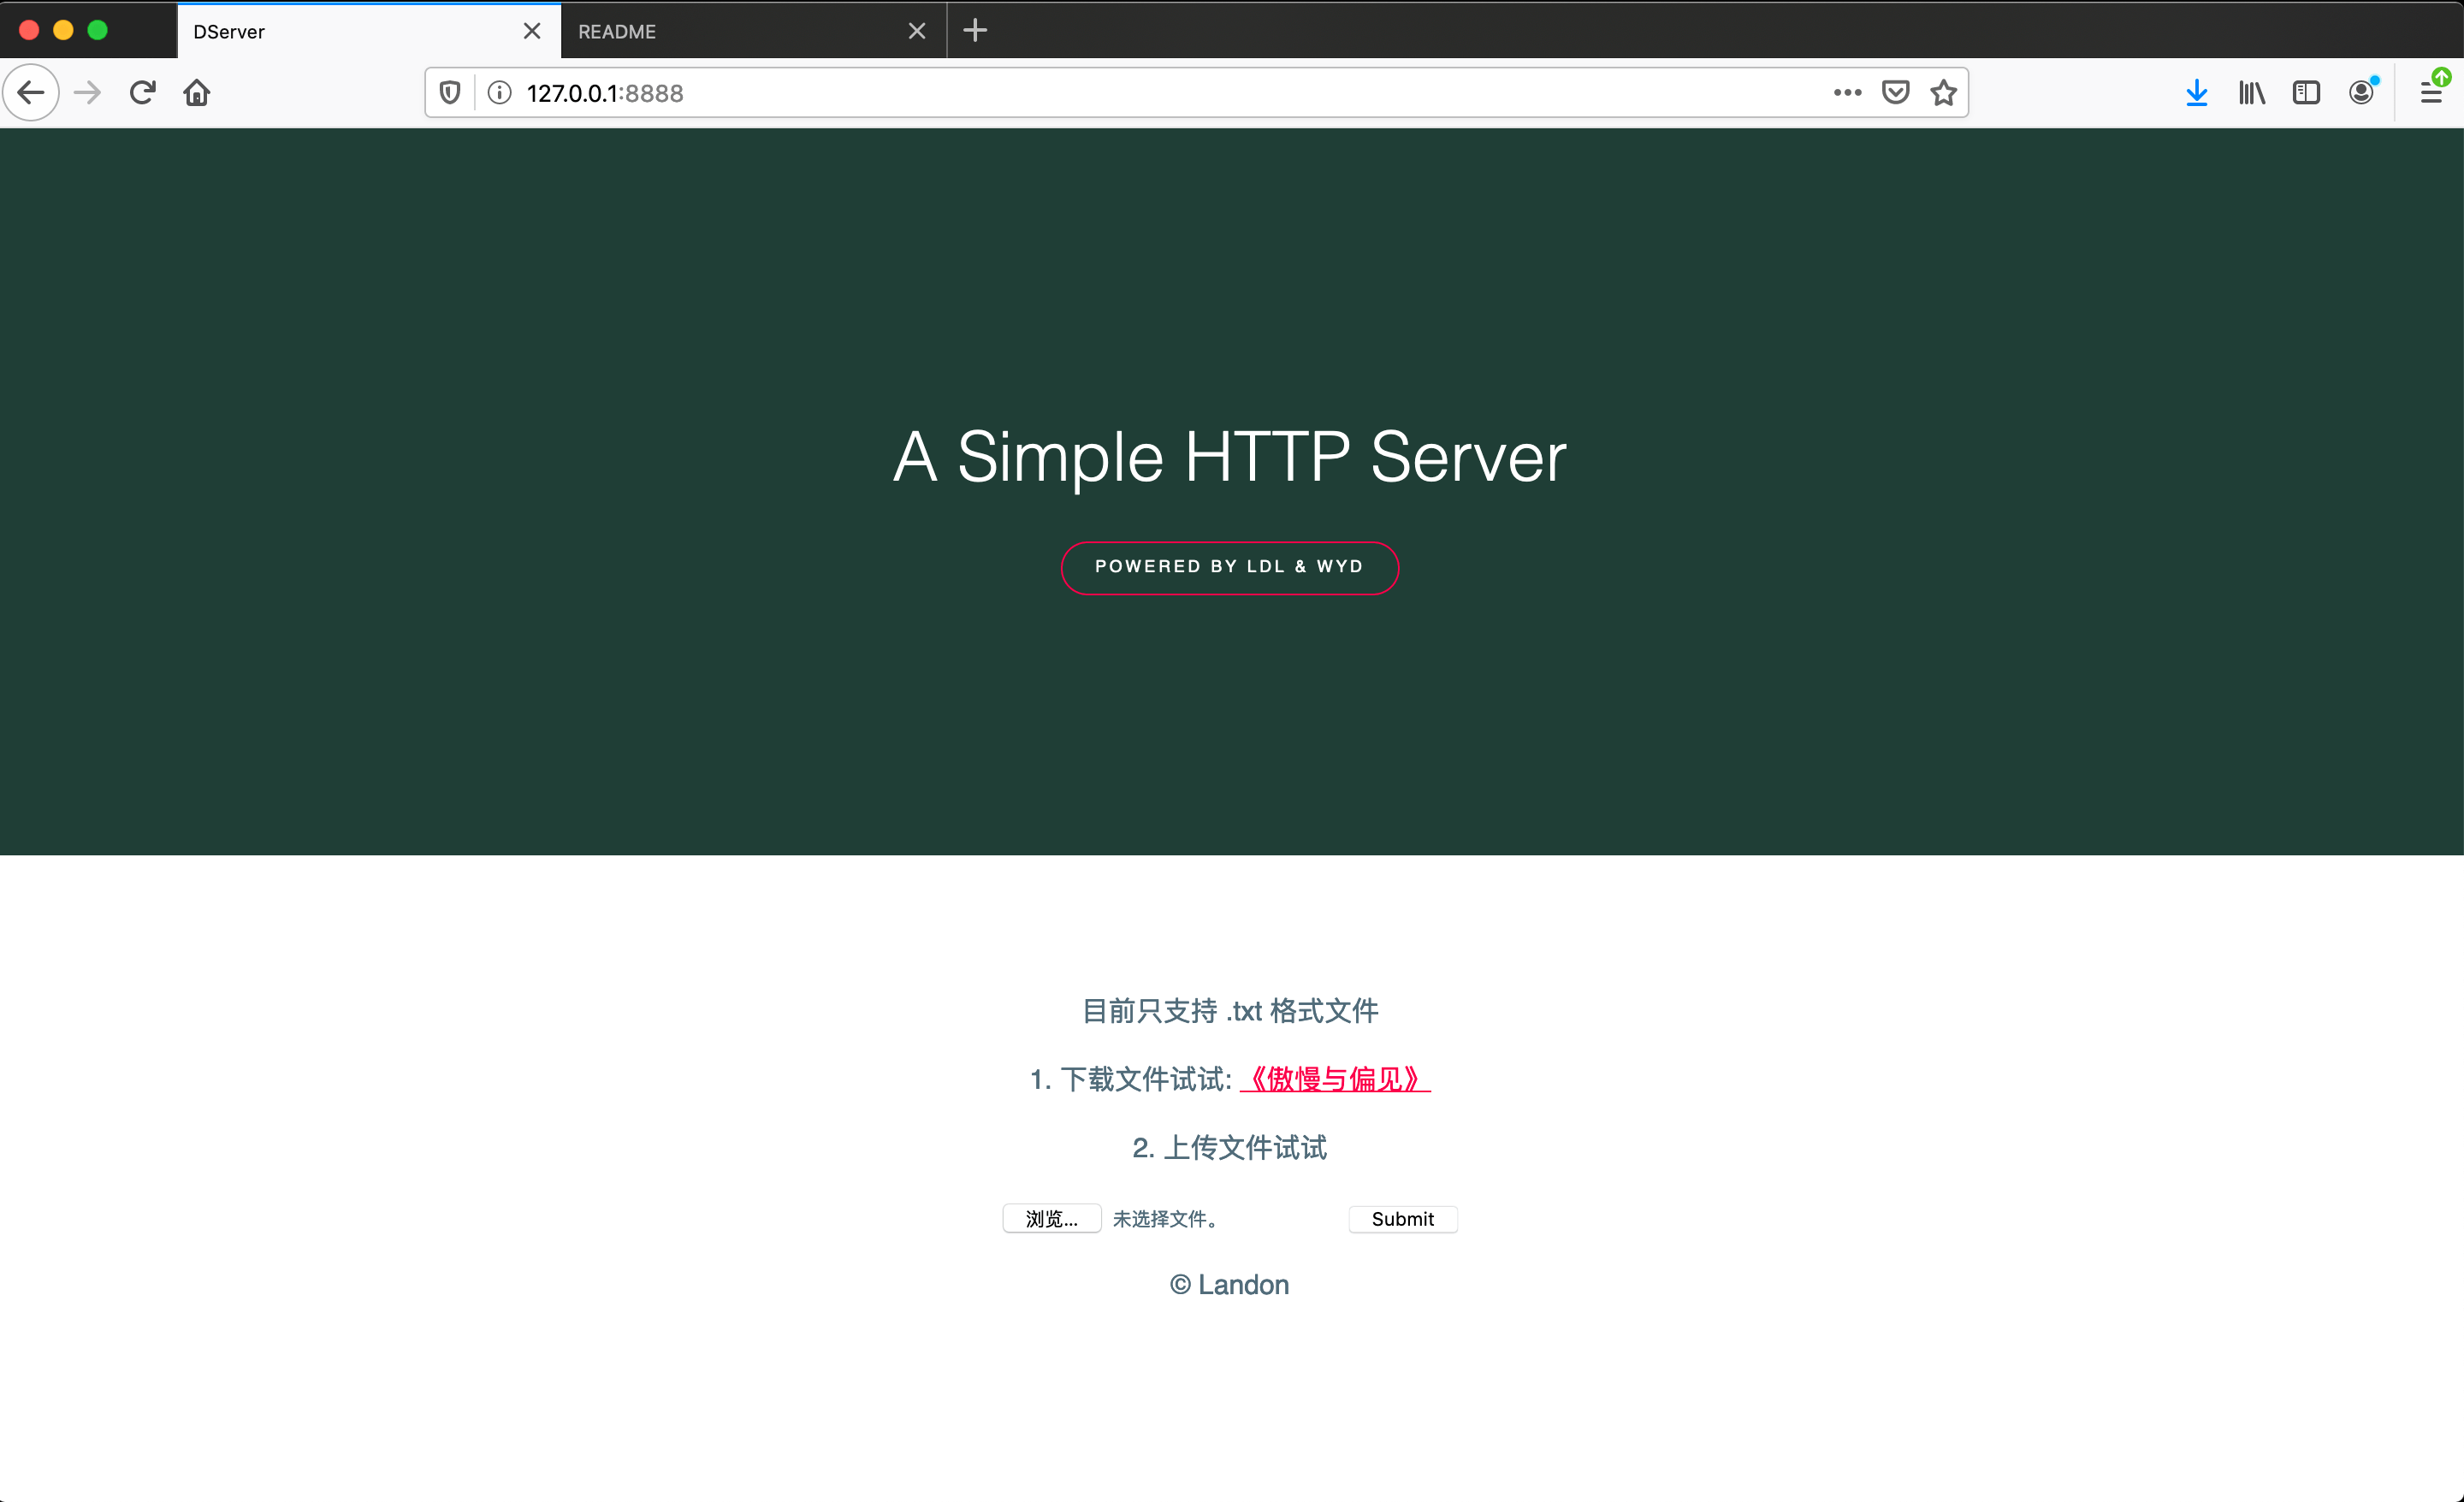 DServer
README
127.0.0.1:8888
A Simple HTTP Server
POWERED BY LDL & WYD
目前只支持 .txt 格式文件
1. 下载文件试试: 《傲慢与偏见》
2. 上传文件试试
浏览... 未选择文件。 Submit
© Landon